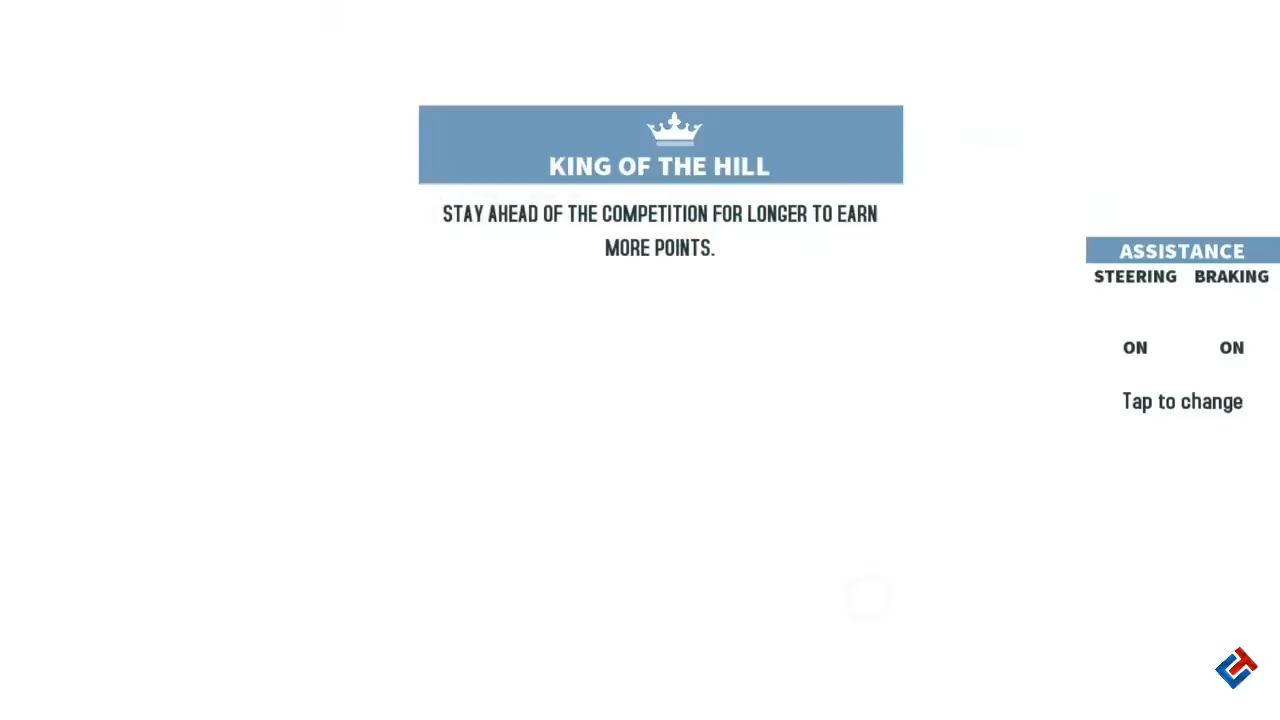 KING OF THE HILL
STAY AHEAD OF THE COMPETITION FOR LONGER TO EARN
MORE POINTS.
ASSISTANCE
STEERING BRAKING
ON ON
Tap to change